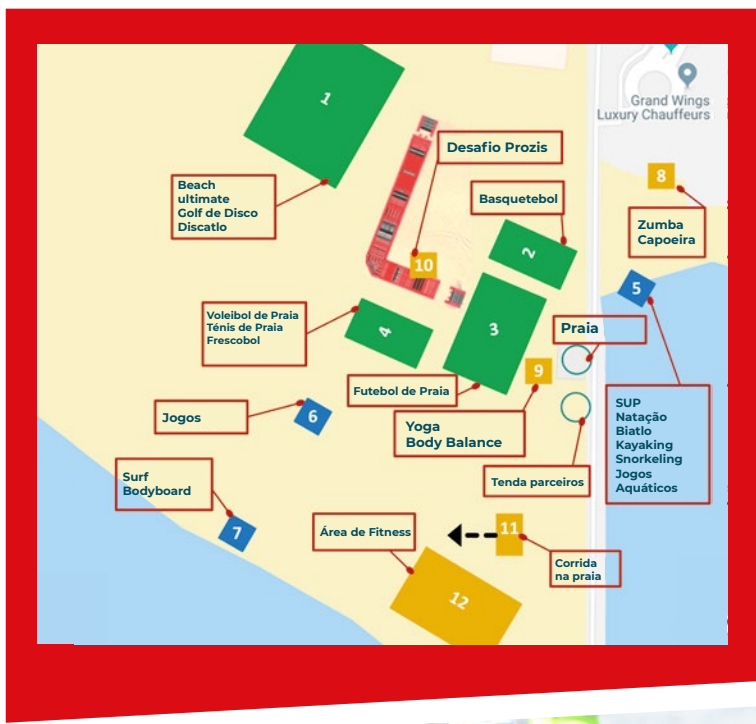 1
Grand Wings
Luxury Chauffeurs
Desafio Prozis
8
Beach
ultimate
Golf de Disco
Discatlo
Basquetebol
Zumba
Capoeira
2
10
5
Voleibol de Praia
Ténis de Praia
Frescobol
4
3
Praia
9
Futebol de Praia
Jogos
6
Yoga
Body Balance
SUP
Natação
Biatlo
Kayaking
Snorkeling
Jogos
Aquáticos
Surf
Bodyboard
Tenda parceiros
7
Área de Fitness
11
Corrida
na praia
12